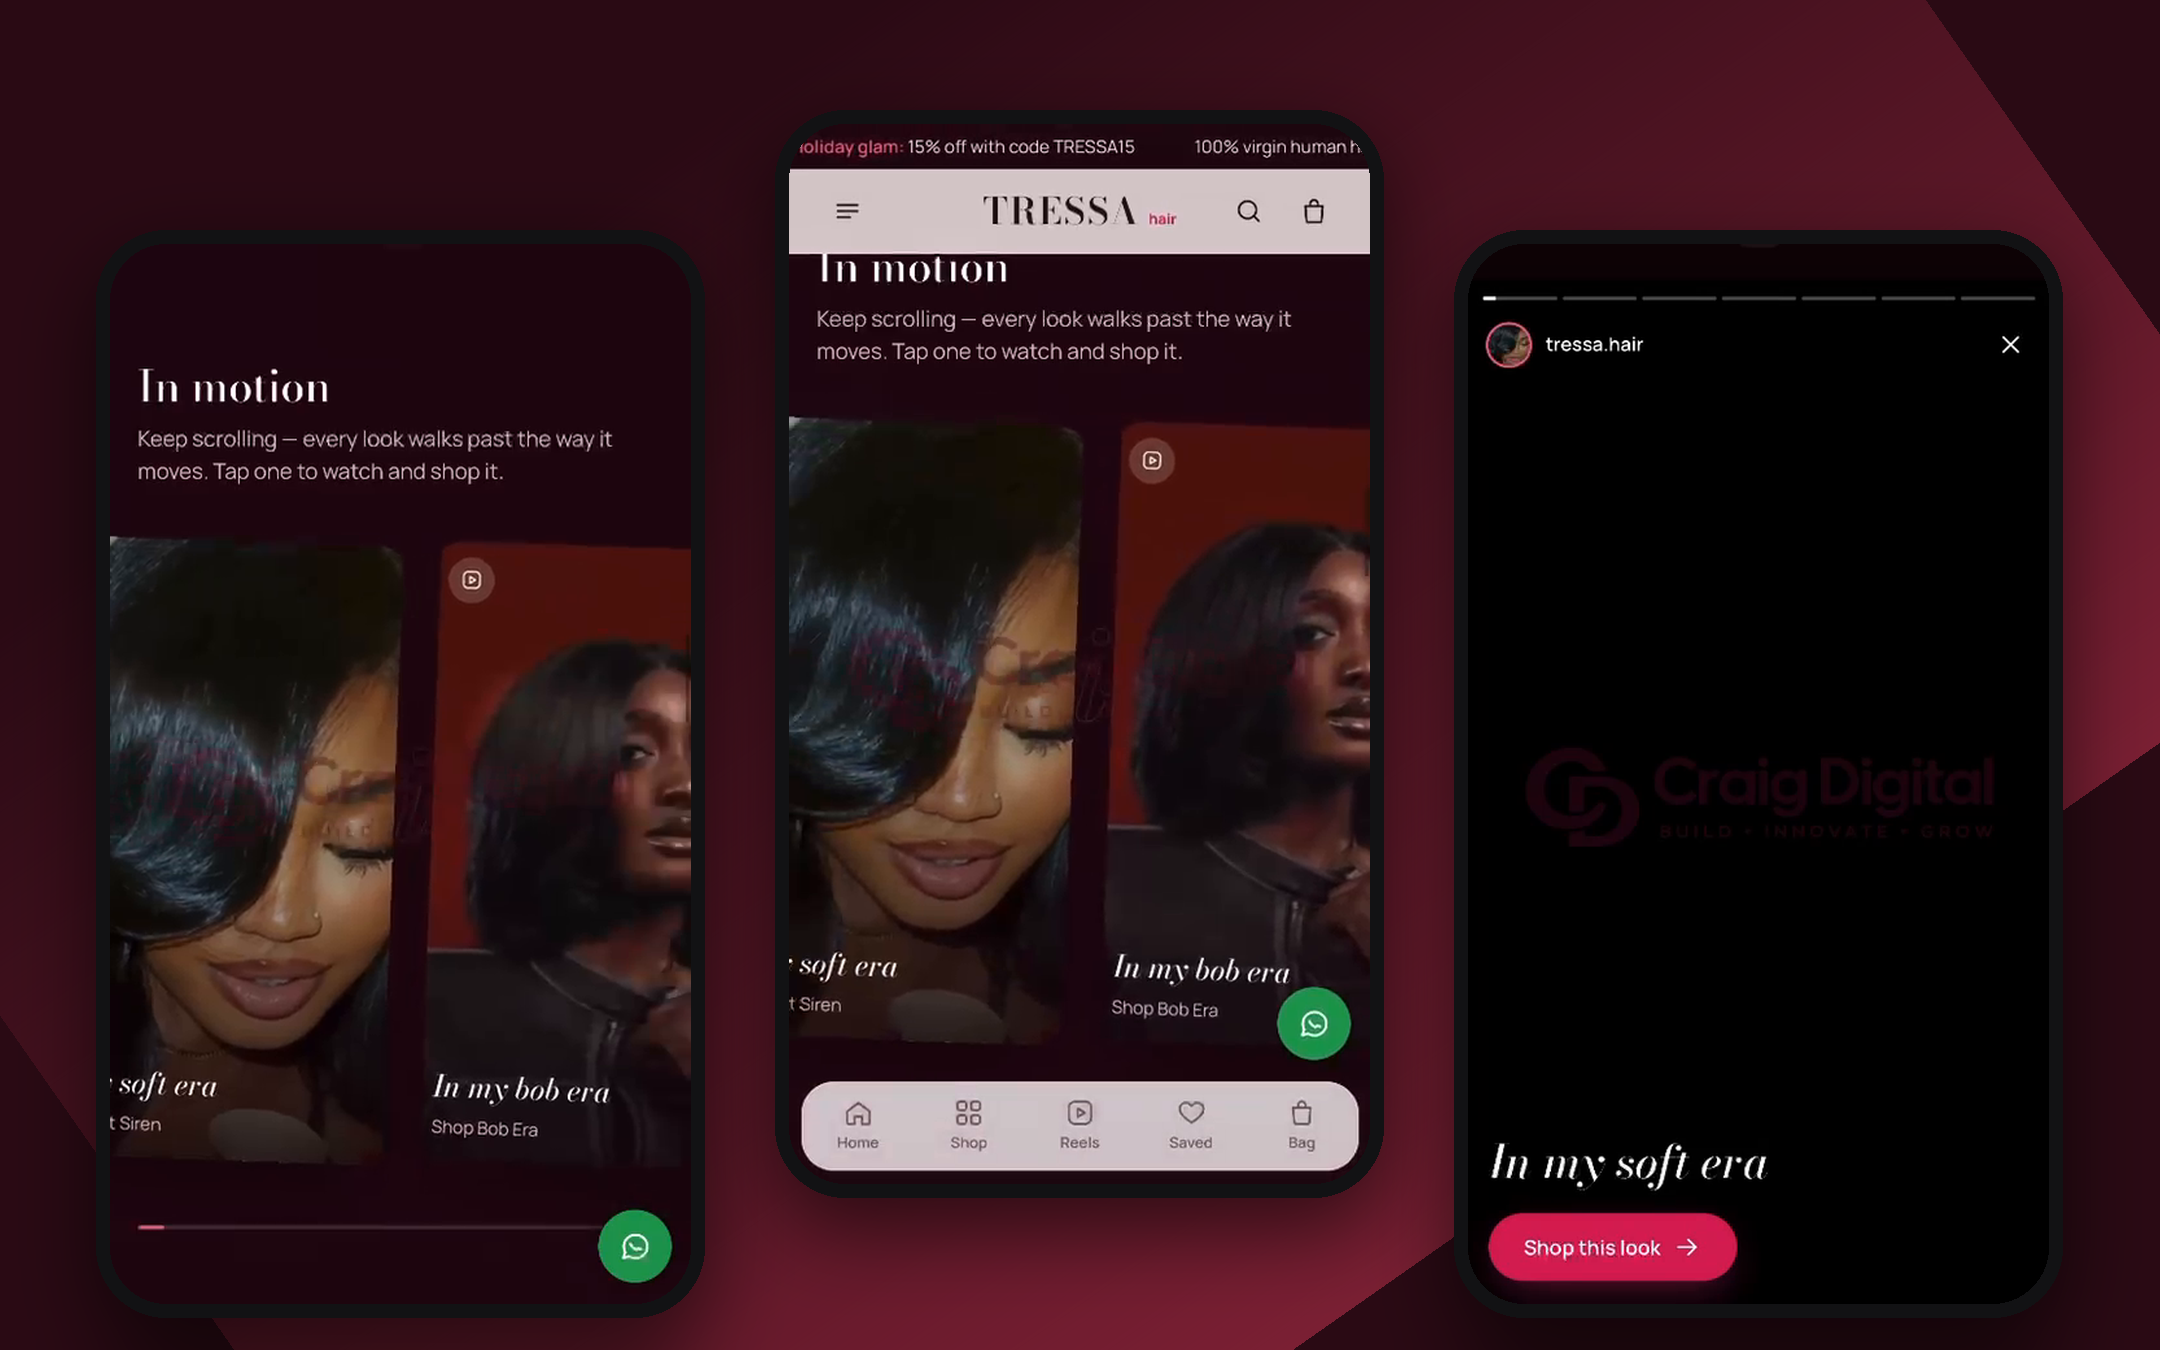 In motion
Keep scrolling — every look walks past the way it
moves. Tap one to watch and shop it.
soft era
t Siren
In my bob era
Shop Bob Era
oliday glam: 15% off with code TRESSA15
100% virgin human h
TRESSA hair
In motion
Keep scrolling — every look walks past the way it
moves. Tap one to watch and shop it.
soft era
t Siren
In my bob era
Shop Bob Era
Home
Shop
Reels
Saved
Bag
tressa.hair
Craig Digital
BUILD • INNOVATE • GROW
In my soft era
Shop this look